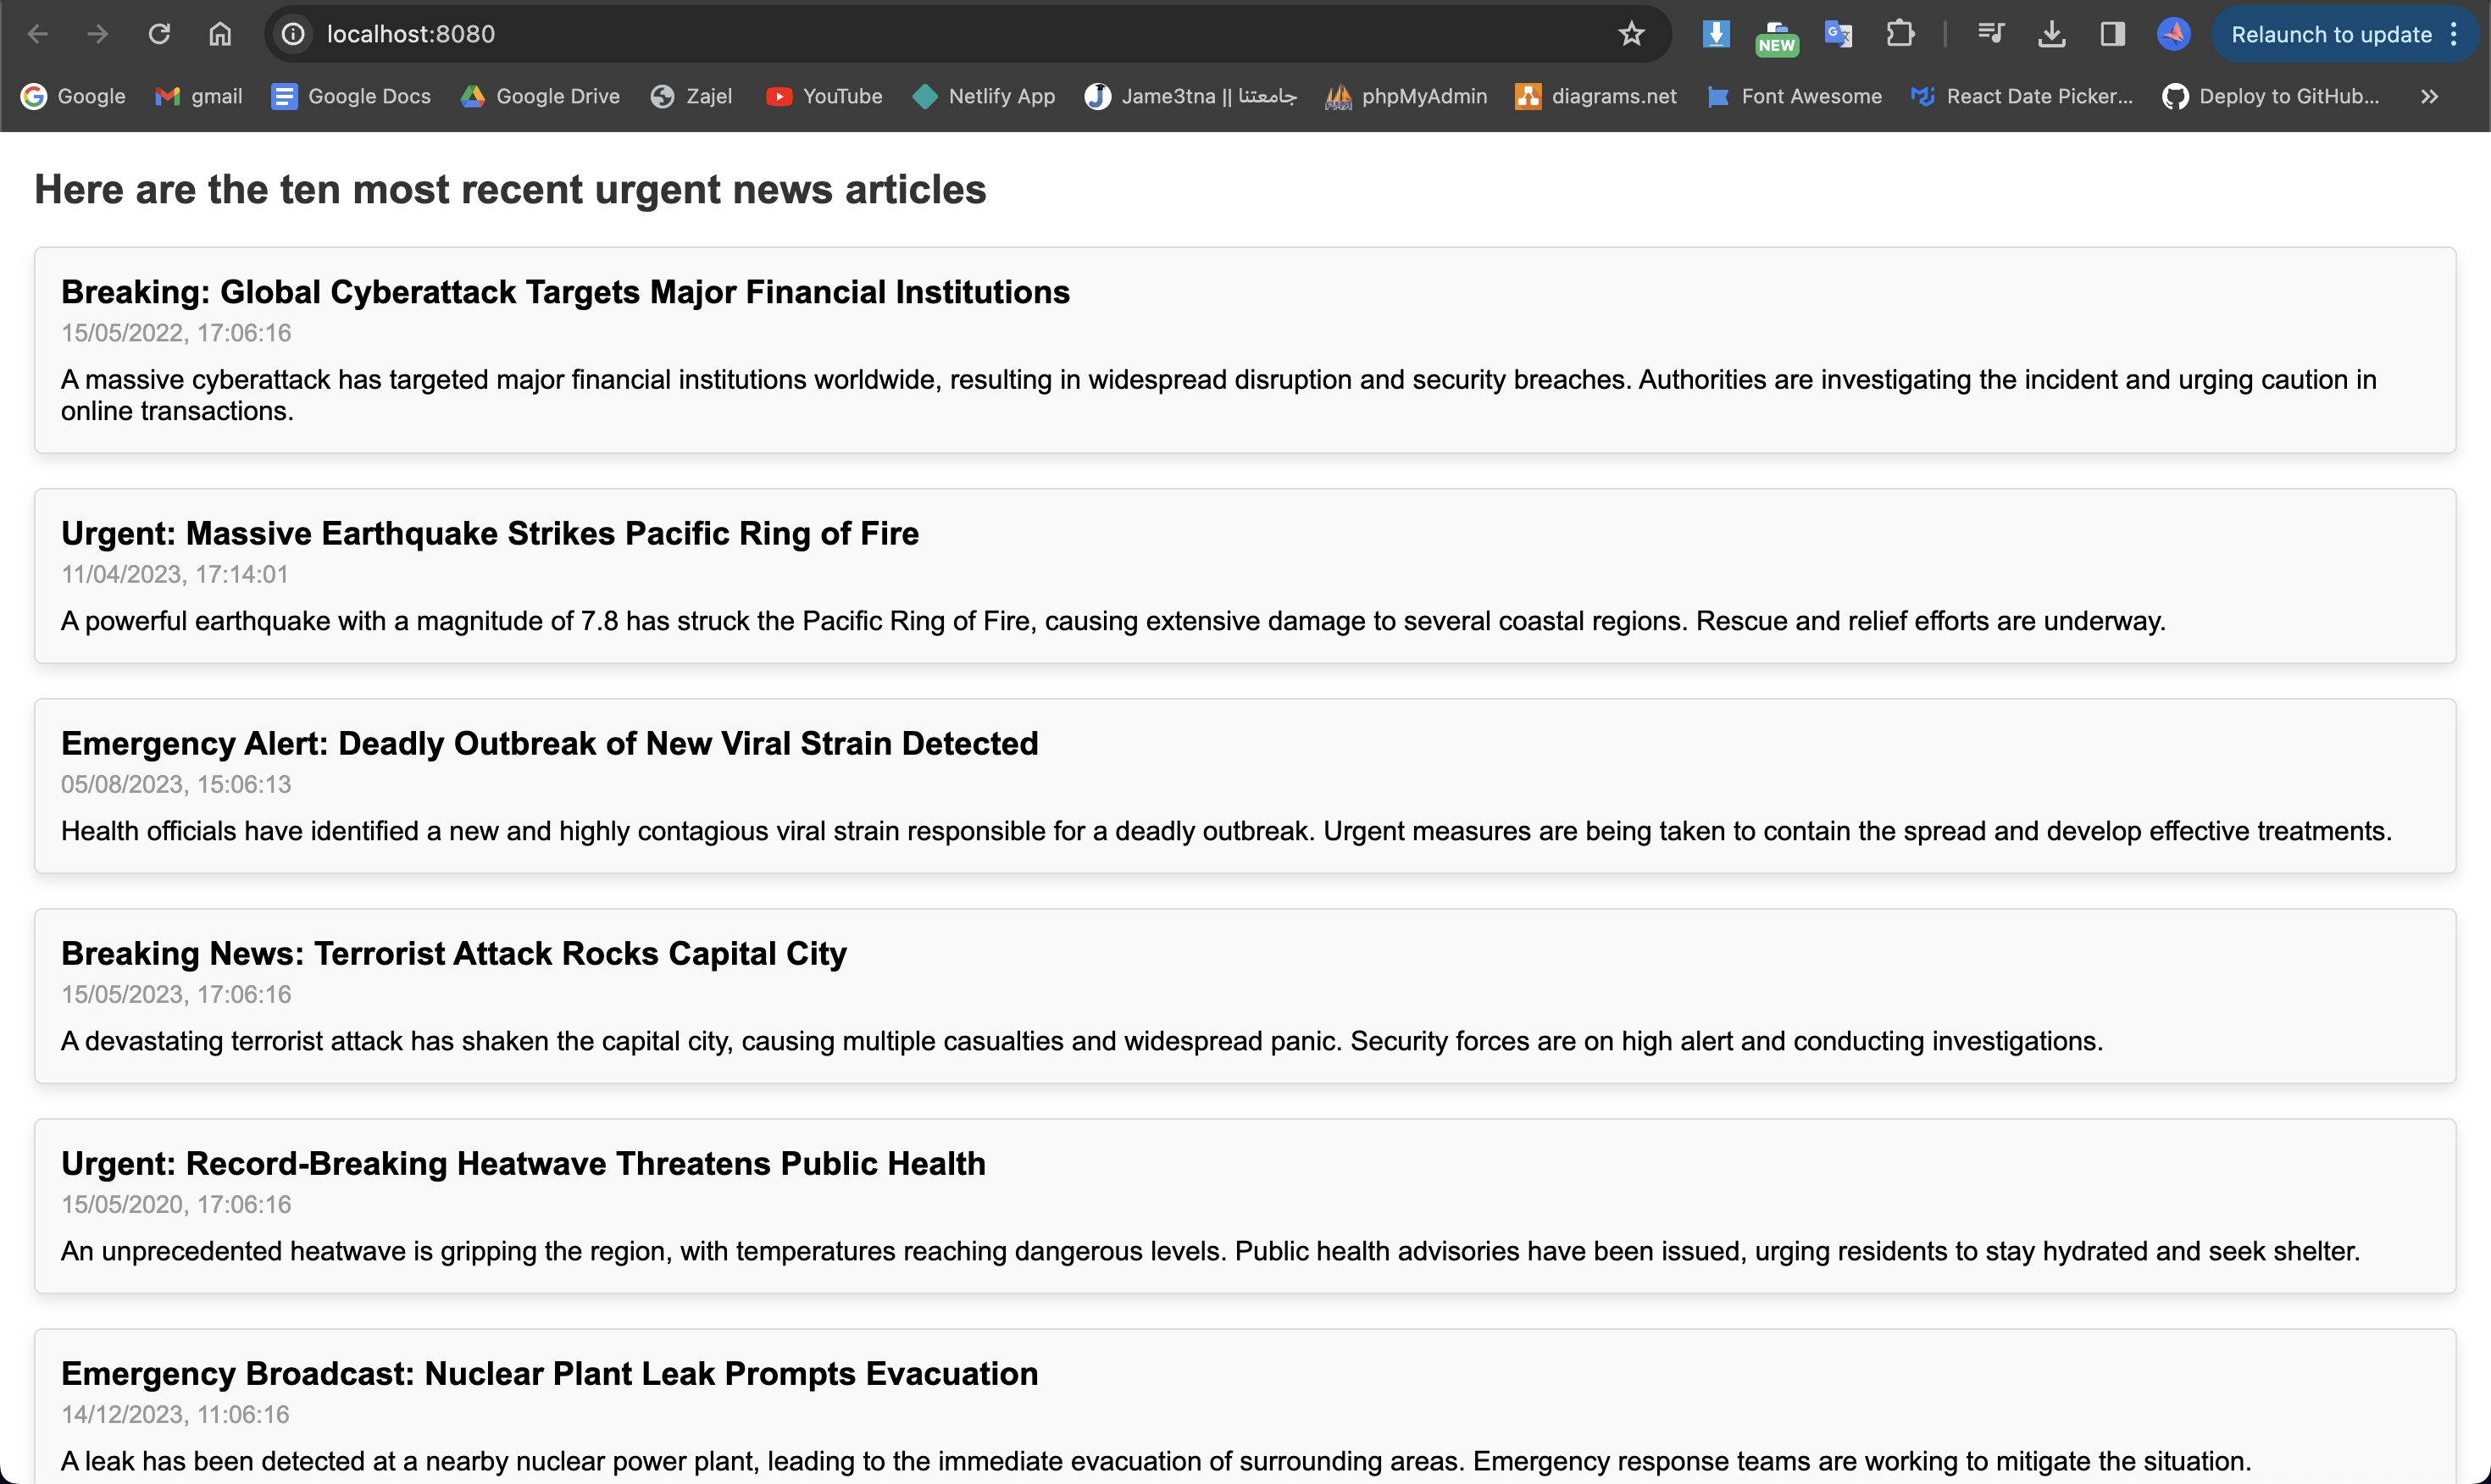 localhost:8080
NEW
Relaunch to update
Google
gmail
Google Docs
Google Drive
Zajel
YouTube
Netlify App
Jame3tna || جامعتنا
phpMyAdmin
diagrams.net
Font Awesome
React Date Picker...
Deploy to GitHub...
Here are the ten most recent urgent news articles
Breaking: Global Cyberattack Targets Major Financial Institutions
15/05/2022, 17:06:16
A massive cyberattack has targeted major financial institutions worldwide, resulting in widespread disruption and security breaches. Authorities are investigating the incident and urging caution in
online transactions.
Urgent: Massive Earthquake Strikes Pacific Ring of Fire
11/04/2023, 17:14:01
A powerful earthquake with a magnitude of 7.8 has struck the Pacific Ring of Fire, causing extensive damage to several coastal regions. Rescue and relief efforts are underway.
Emergency Alert: Deadly Outbreak of New Viral Strain Detected
05/08/2023, 15:06:13
Health officials have identified a new and highly contagious viral strain responsible for a deadly outbreak. Urgent measures are being taken to contain the spread and develop effective treatments.
Breaking News: Terrorist Attack Rocks Capital City
15/05/2023, 17:06:16
A devastating terrorist attack has shaken the capital city, causing multiple casualties and widespread panic. Security forces are on high alert and conducting investigations.
Urgent: Record-Breaking Heatwave Threatens Public Health
15/05/2020, 17:06:16
An unprecedented heatwave is gripping the region, with temperatures reaching dangerous levels. Public health advisories have been issued, urging residents to stay hydrated and seek shelter.
Emergency Broadcast: Nuclear Plant Leak Prompts Evacuation
14/12/2023, 11:06:16
A leak has been detected at a nearby nuclear power plant, leading to the immediate evacuation of surrounding areas. Emergency response teams are working to mitigate the situation.